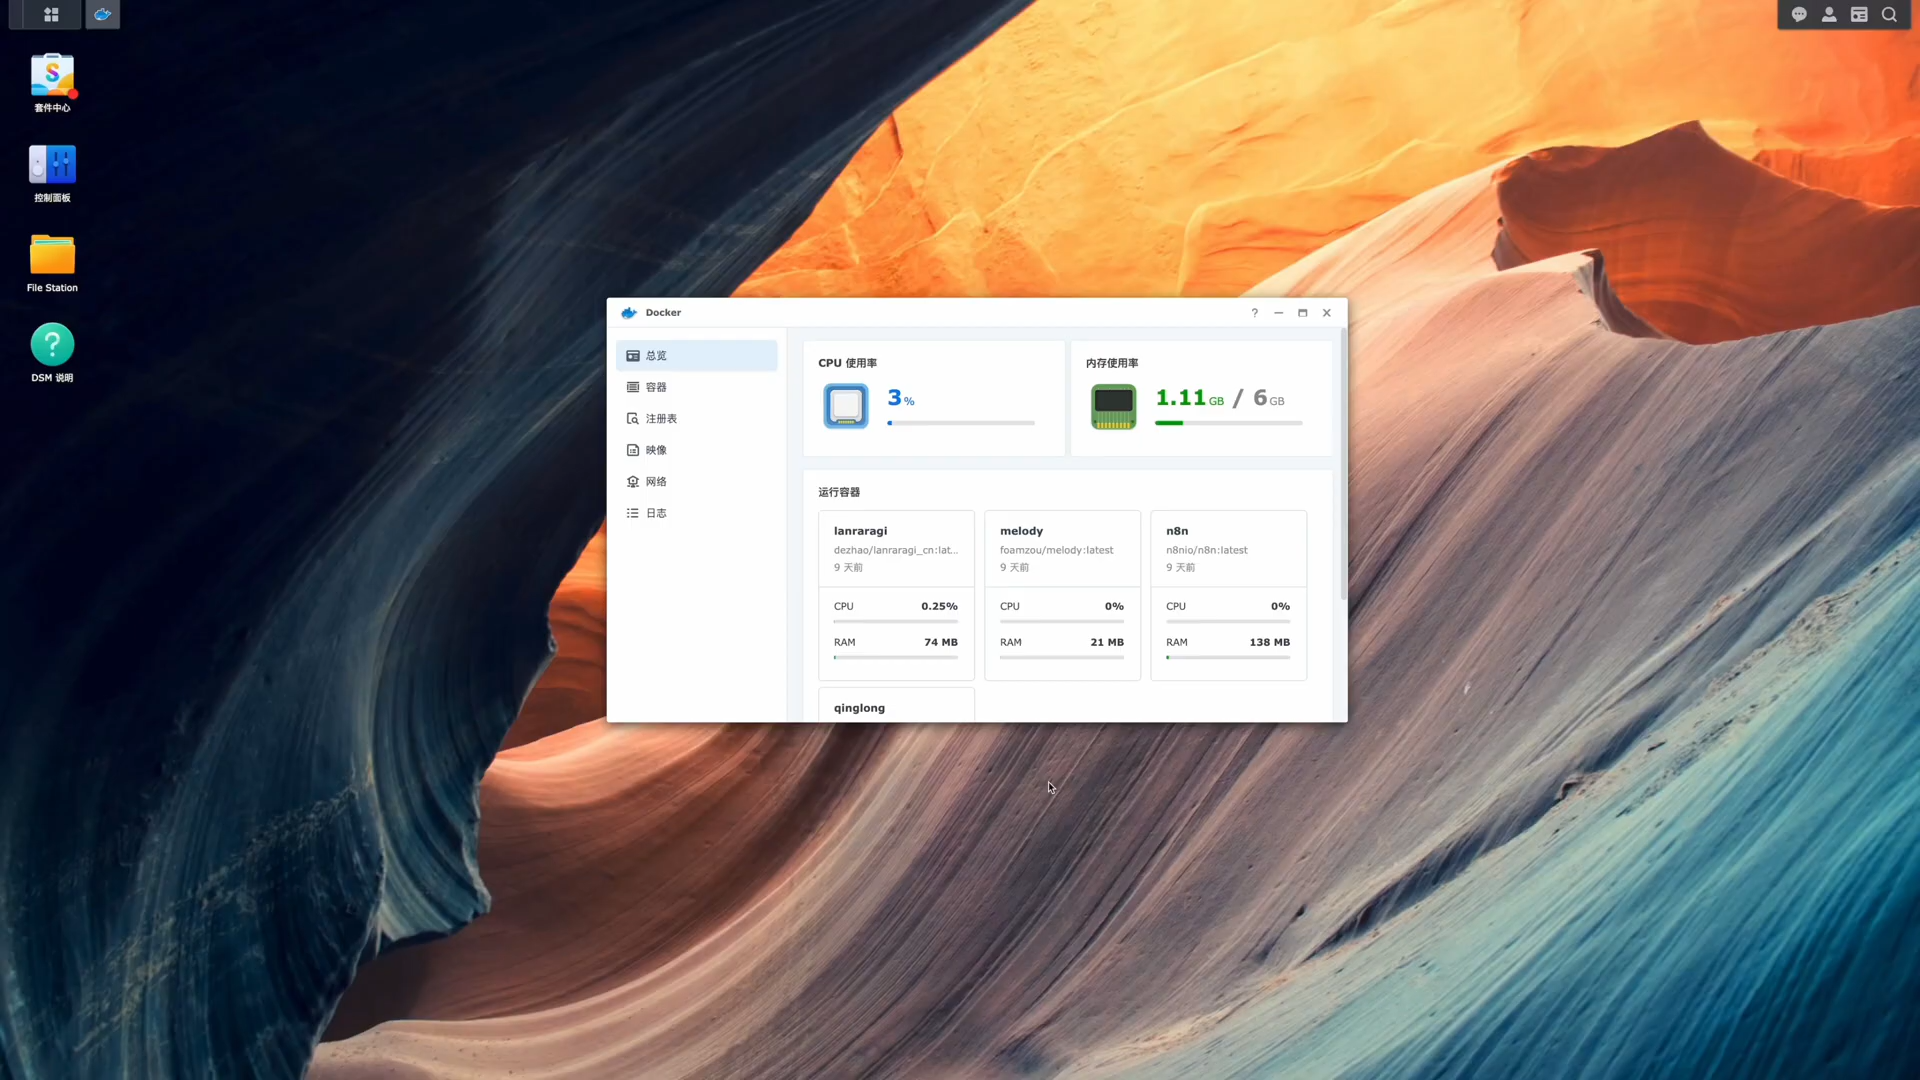 套件中心
控制面板
File Station
DSM 说明
Docker
总览
容器
注册表
映像
网络
日志
CPU 使用率
3%
内存使用率
1.11GB / 6GB
运行容器
lanraragi
dezhao/lanraragi_cn:lat...
9 天前
CPU 0.25%
RAM 74 MB
melody
foamzou/melody:latest
9 天前
CPU 0%
RAM 21 MB
n8n
n8nio/n8n:latest
9 天前
CPU 0%
RAM 138 MB
qinglong